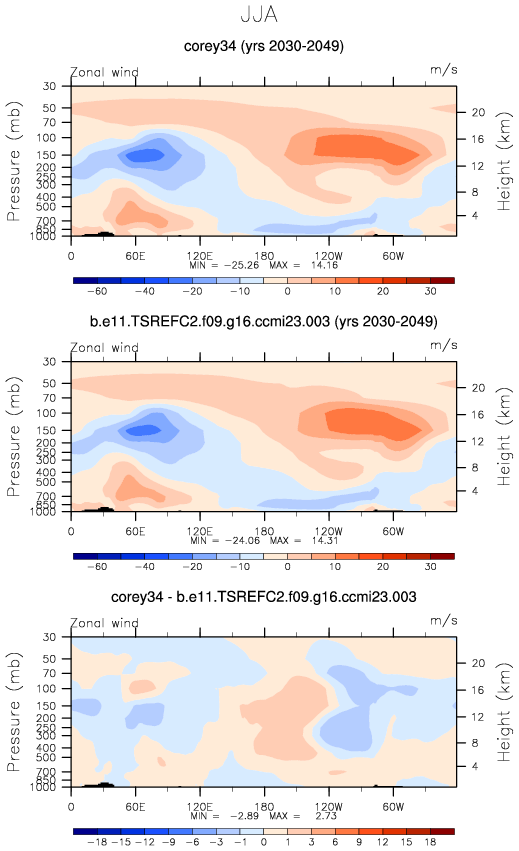 JJA
corey34 (yrs 2030-2049)
Zonal wind m/s
30
50
70
100
150
200
250
300
400
500
700
850
1000
Pressure (mb)
20
16
12
8
4
Height (km)
0 60E 120E 180 120W 60W
MIN = -25.26 MAX = 14.16
-60 -40 -20 -10 0 10 20 30
b.e11.TSREFC2.f09.g16.ccmi23.003 (yrs 2030-2049)
Zonal wind m/s
30
50
70
100
150
200
250
300
400
500
700
850
1000
Pressure (mb)
20
16
12
8
4
Height (km)
0 60E 120E 180 120W 60W
MIN = -24.06 MAX = 14.31
-60 -40 -20 -10 0 10 20 30
corey34 - b.e11.TSREFC2.f09.g16.ccmi23.003
Zonal wind m/s
30
50
70
100
150
200
250
300
400
500
700
850
1000
Pressure (mb)
20
16
12
8
4
Height (km)
0 60E 120E 180 120W 60W
MIN = -2.89 MAX = 2.73
-18 -15 -12 -9 -6 -3 -1 0 1 3 6 9 12 15 18